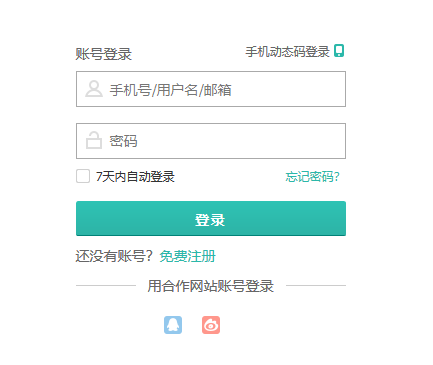 账号登录 手机动态码登录
手机号/用户名/邮箱
密码
7天内自动登录 忘记密码?
登录
还没有账号? 免费注册
用合作网站账号登录